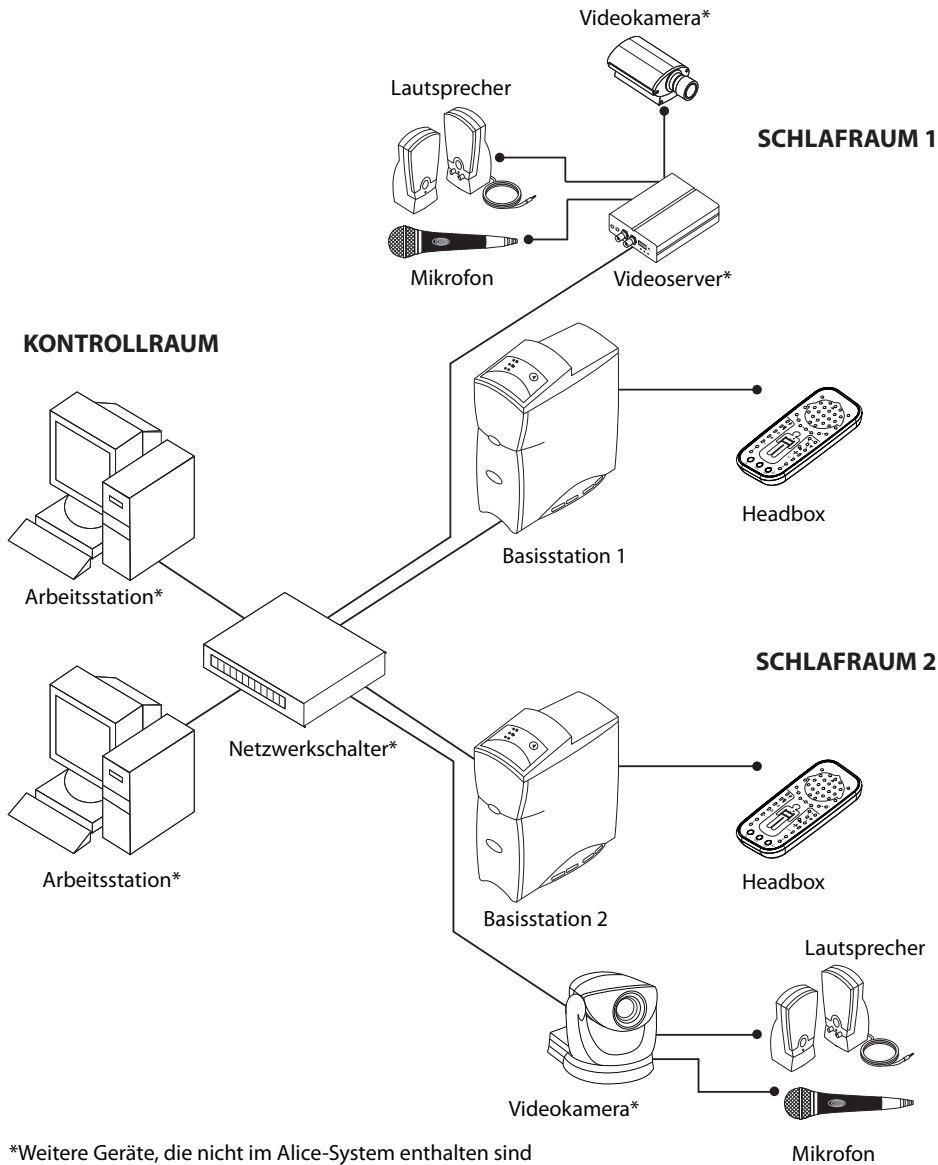 Videokamera*
Lautsprecher
SCHLAFRAUM 1
Mikrofon
Videoserver*
KONTROLLRAUM
Headbox
Basisstation 1
Arbeitsstation*
SCHLAFRAUM 2
Netzwerkschalter*
Arbeitsstation*
Headbox
Basisstation 2
Lautsprecher
Videokamera*
*Weitere Geräte, die nicht im Alice-System enthalten sind
Mikrofon